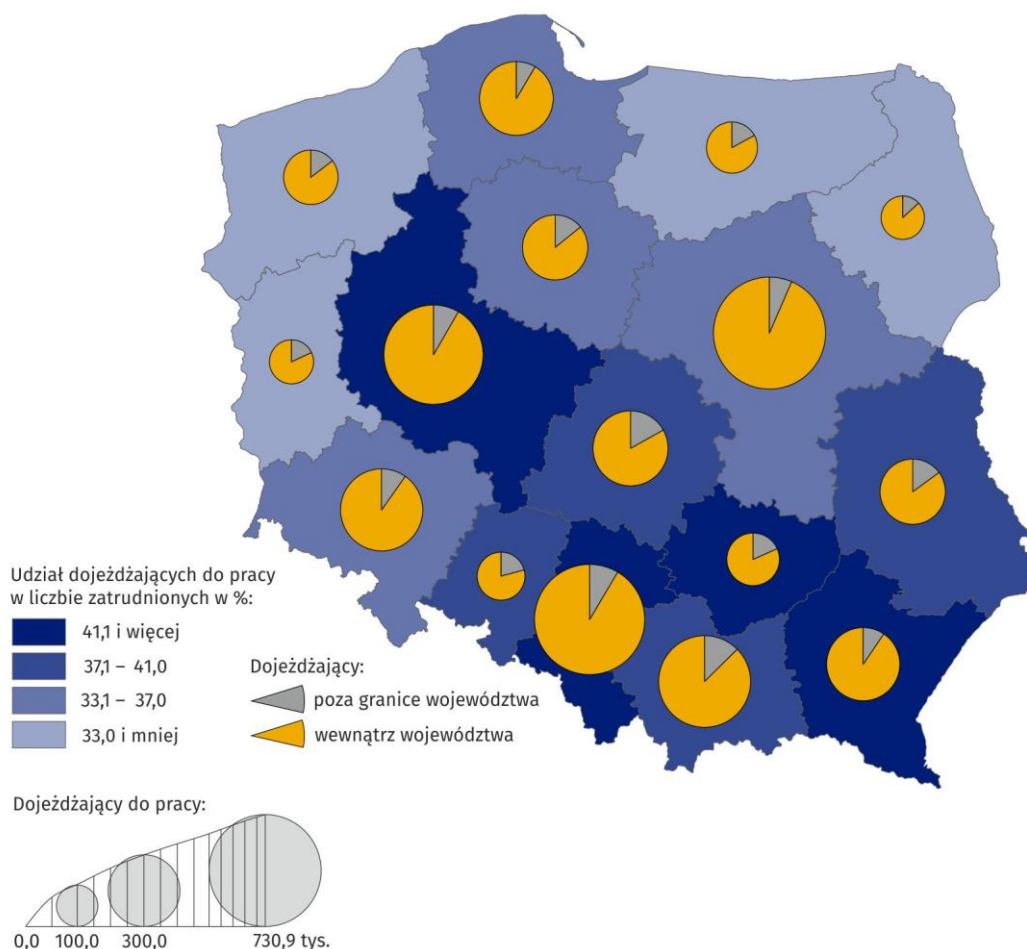 Udział dojeżdżających do pracy
w liczbie zatrudnionych w %:
41,1 i więcej
37,1 – 41,0
33,1 – 37,0
33,0 i mniej
Dojeżdżający:
poza granice województwa
wewnątrz województwa
Dojeżdżający do pracy:
0,0 100,0 300,0 730,9 tys.